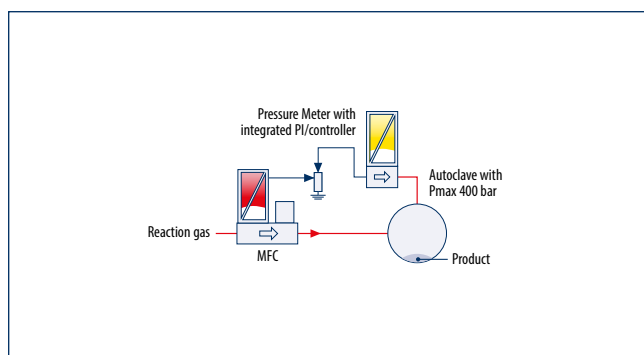 Pressure Meter with
integrated PI/controller
Autoclave with
Pmax 400 bar
Reaction gas
MFC
Product